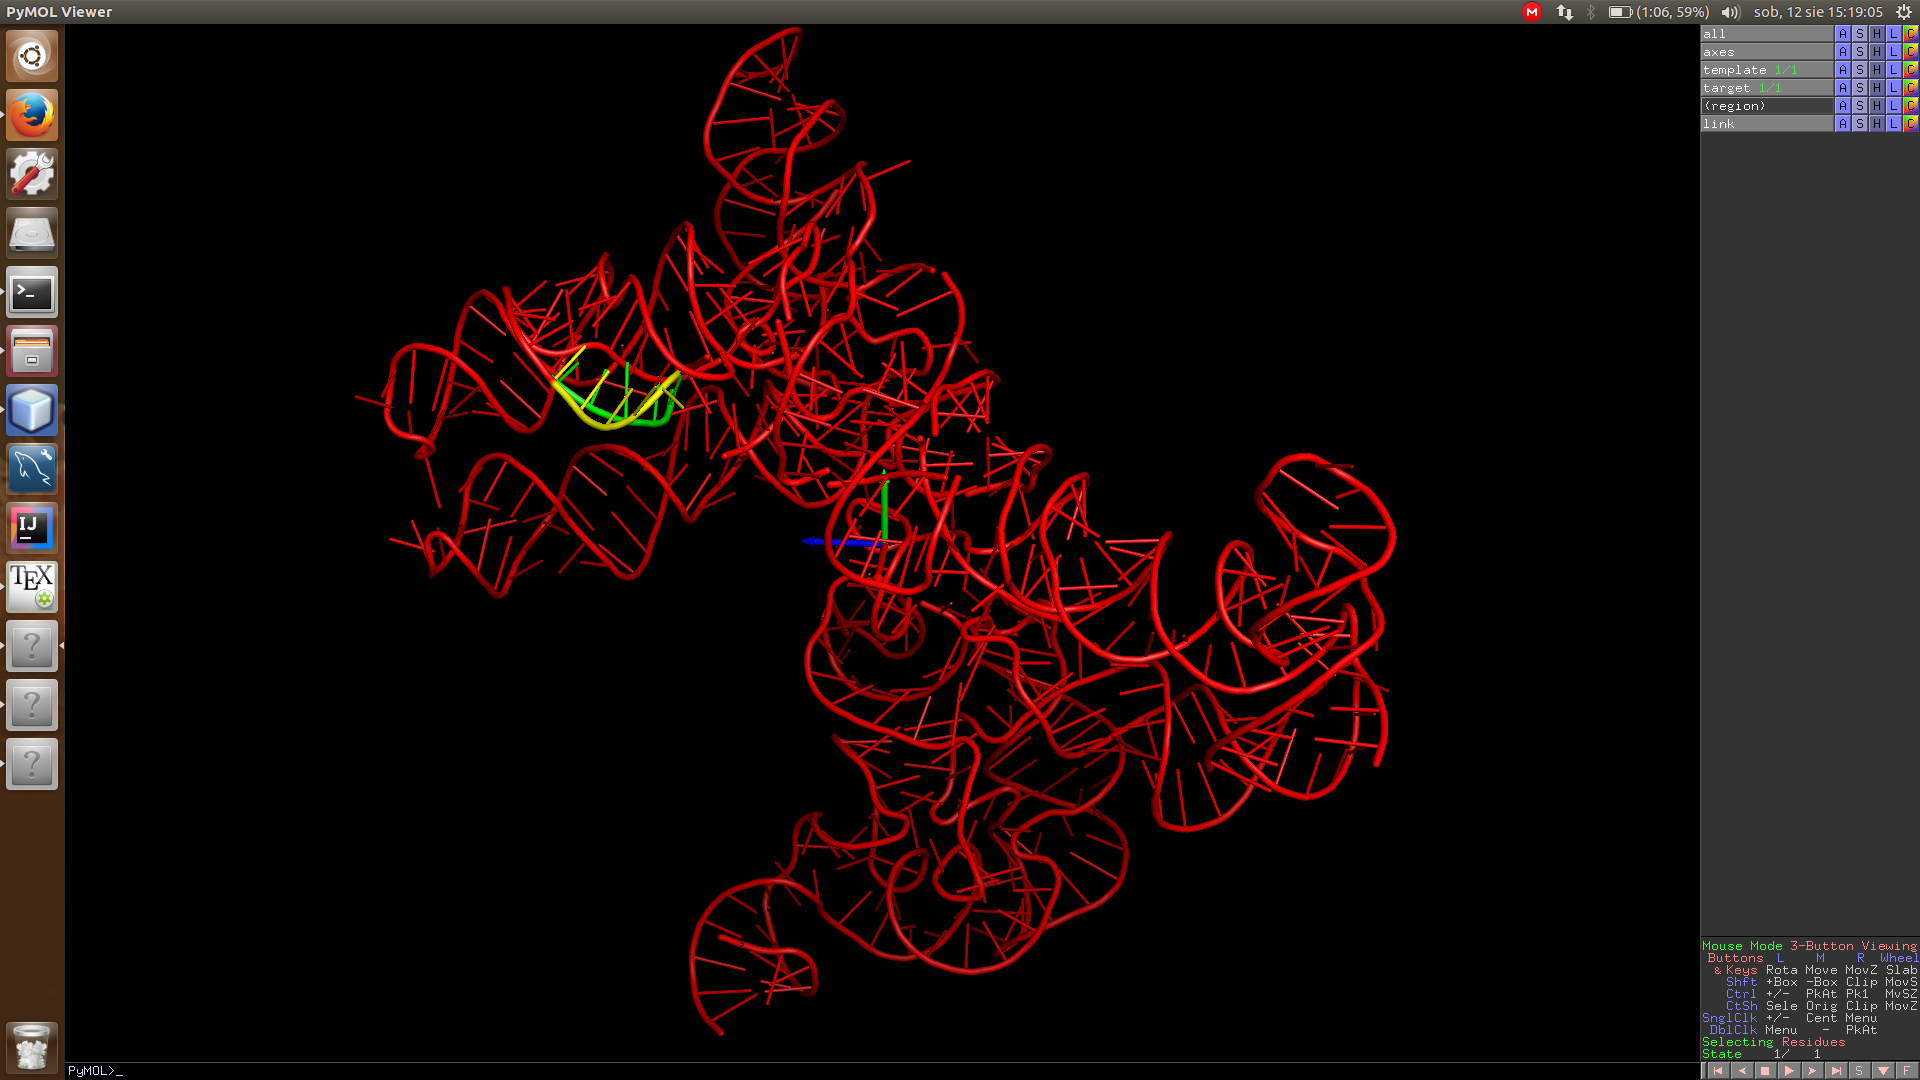 PyMOL Viewer
M (1:06, 59%) sob, 12 sie 15:19:05
all A S H L C
axes A S H L C
template 1/1 A S H L C
target 1/1 A S H L C
(region) A S H L C
link A S H L C
>_
IJ
TEX
?
?
?
Mouse Mode 3-Button Viewing
Buttons L M R Wheel
& Keys Rota Move MovZ Slab
Shft +Box -Box Clip MovS
Ctrl +/- PkAt Pk1 MvSZ
CtSh Sele Orig Clip MovZ
SnglClk +/- Cent Menu
DblClk Menu - PkAt
Selecting Residues
State 1/ 1
S F
PyMOL>_